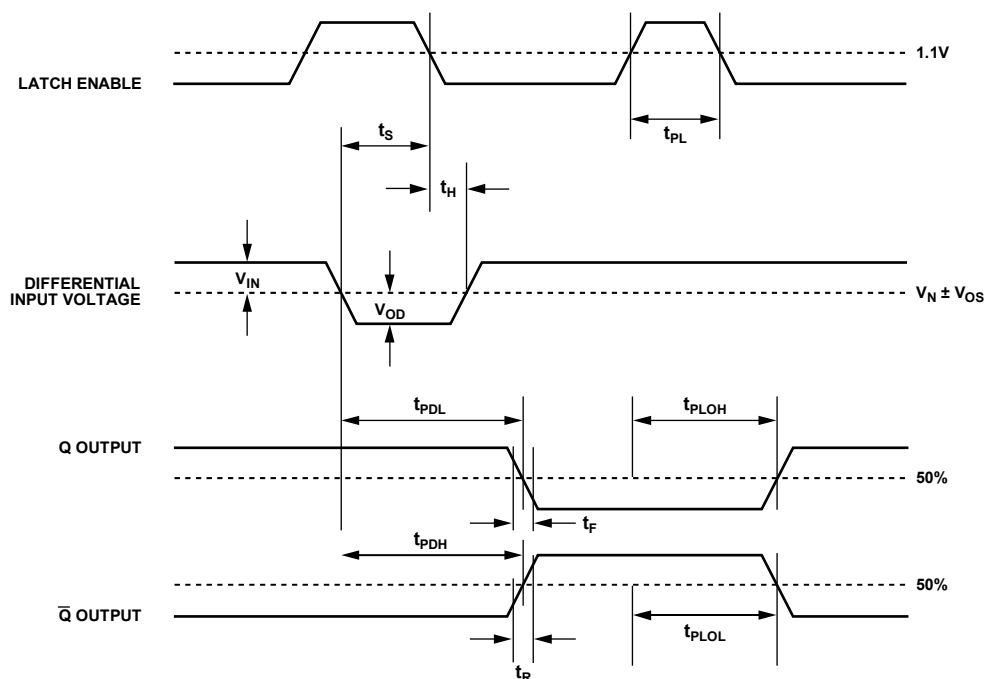 1.1V
LATCH ENABLE
tS
tPL
tH
DIFFERENTIAL
INPUT VOLTAGE
VIN
VOD
VN ± VOS
tPDL
tPLOH
Q OUTPUT
50%
tF
tPDH
50%
Q̅ OUTPUT
tPLOL
tR